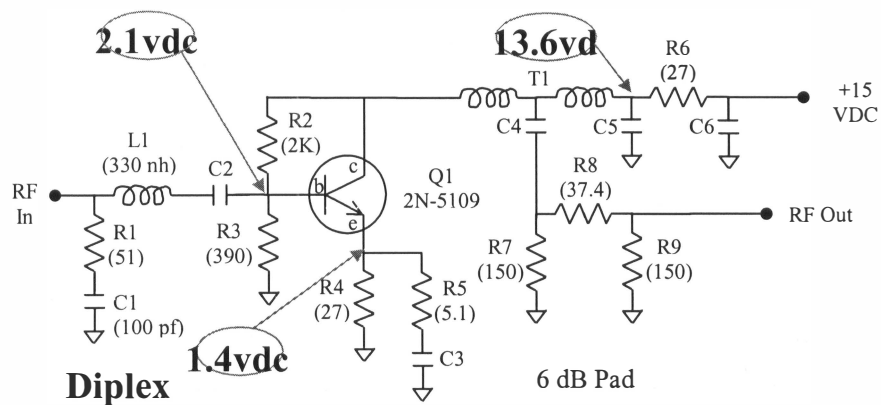 2.1vdc
13.6vd
T1
R6
(27)
+15
VDC
R2
(2K)
C4
C5
C6
L1
(330 nh)
C2
c
b
e
Q1
2N-5109
R8
(37.4)
RF
In
RF Out
R1
(51)
R3
(390)
R7
(150)
R9
(150)
R4
(27)
R5
(5.1)
C1
(100 pf)
C3
1.4vdc
Diplex
6 dB Pad